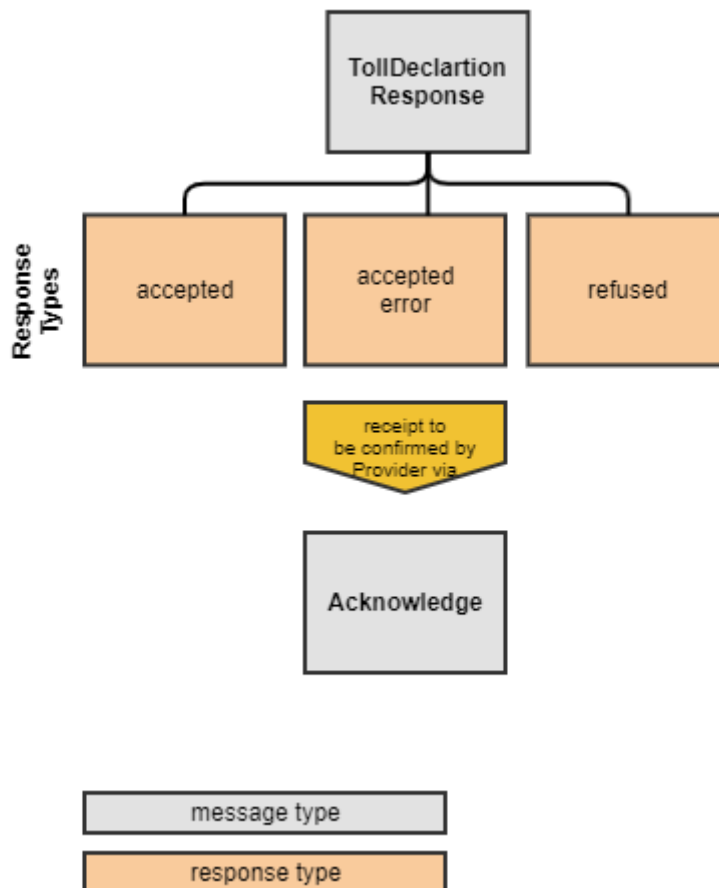 TollDeclartion
Response
Response
Types
accepted
accepted
error
refused
receipt to
be confirmed by
Provider via
Acknowledge
message type
response type